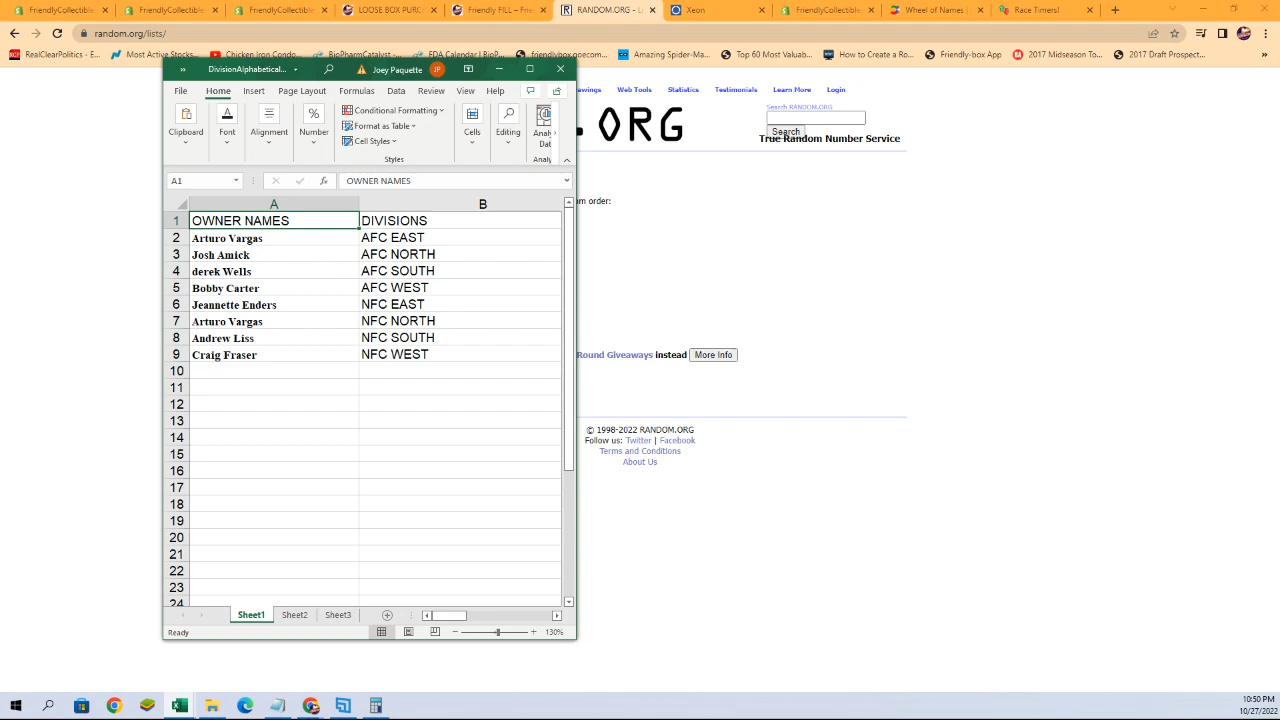 FriendlyCollectible
FriendlyCollectible
FriendlyCollectible
LOOSE BOX PURC
Friendly FILL – Frien
RANDOM.ORG - L
Xeon
FriendlyCollectible
Wheel of Names |
Race Timers!
random.org/lists/
RealClearPolitics – E...
Most Active Stocks...
Chicken Iron Condo...
BioPharmCatalyst...
FDA Calendar | BioP...
friendlybox.goecom...
Amazing Spider-Ma...
Top 60 Most Valuab...
How to Create a Ro...
Friendly-box App
2017 Midseason To...
2017 Draft Prospect...
DivisionAlphabetical...
Joey Paquette
JP
File
Home
Insert
Page Layout
Formulas
Data
Review
View
Help
Clipboard
Font
Alignment
Number
Conditional Formatting
Format as Table
Cell Styles
Styles
Cells
Editing
Analy
Data
Analy
A1
fx
OWNER NAMES
A B
1 OWNER NAMES DIVISIONS
2 Arturo Vargas AFC EAST
3 Josh Amick AFC NORTH
4 derek Wells AFC SOUTH
5 Bobby Carter AFC WEST
6 Jeannette Enders NFC EAST
7 Arturo Vargas NFC NORTH
8 Andrew Liss NFC SOUTH
9 Craig Fraser NFC WEST
10
11
12
13
14
15
16
17
18
19
20
21
22
23
24
Sheet1
Sheet2
Sheet3
Ready
130%
awings
Web Tools
Statistics
Testimonials
Learn More
Login
.ORG
Search RANDOM.ORG
Search
True Random Number Service
m order:
Round Giveaways instead More Info
© 1998-2022 RANDOM.ORG
Follow us: Twitter | Facebook
Terms and Conditions
About Us
10:50 PM
10/27/2022